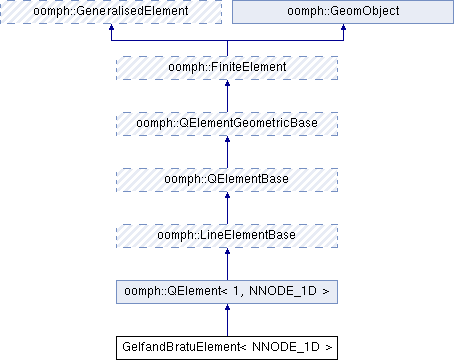 oomph::GeneralisedElement
oomph::GeomObject
oomph::FiniteElement
oomph::QElementGeometricBase
oomph::QElementBase
oomph::LineElementBase
oomph::QElement< 1, NNODE_1D >
GelfandBratuElement< NNODE_1D >